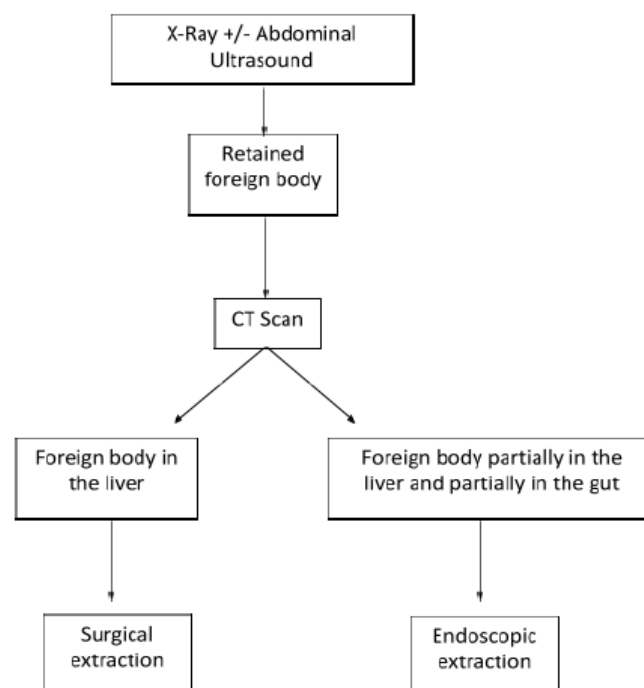 X-Ray +/- Abdominal
Ultrasound
Retained
foreign body
CT Scan
Foreign body in
the liver
Foreign body partially in the
liver and partially in the gut
Surgical
extraction
Endoscopic
extraction